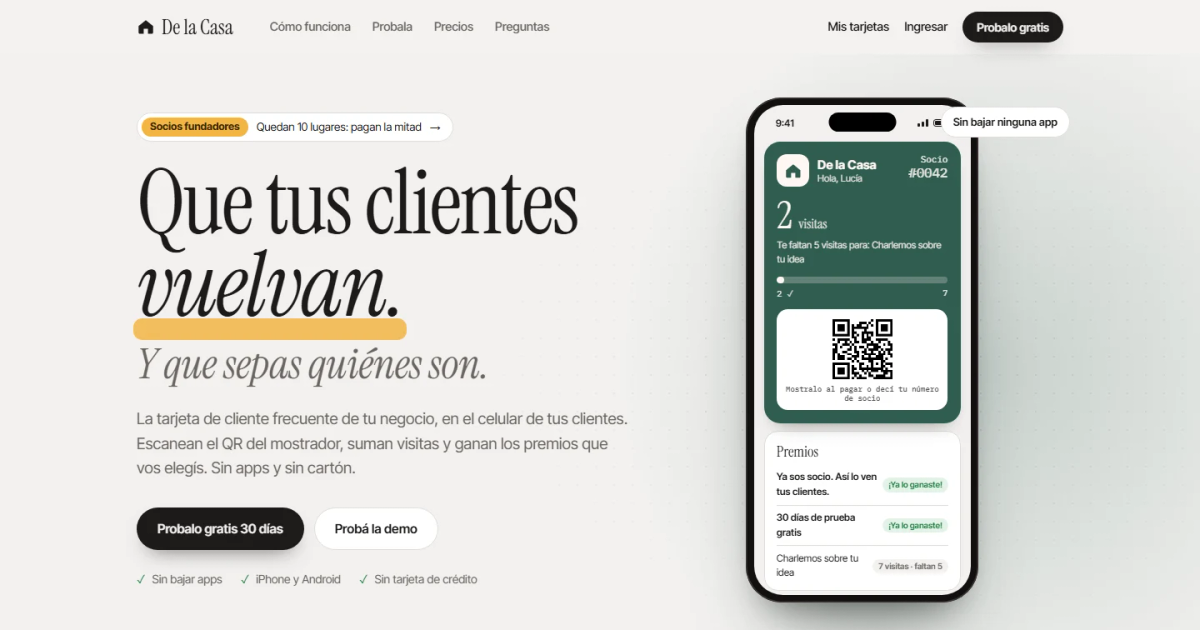 De la Casa
Cómo funciona
Probala
Precios
Preguntas
Mis tarjetas
Ingresar
Probalo gratis
Socios fundadores
Quedan 10 lugares: pagan la mitad →
Que tus clientes
vuelvan.
Y que sepas quiénes son.
La tarjeta de cliente frecuente de tu negocio, en el celular de tus clientes.
Escanean el QR del mostrador, suman visitas y ganan los premios que
vos elegís. Sin apps y sin cartón.
Probalo gratis 30 días
Probá la demo
✓ Sin bajar apps
✓ iPhone y Android
✓ Sin tarjeta de crédito
9:41
Sin bajar ninguna app
De la Casa
Hola, Lucía
Socio
#0042
2 visitas
Te faltan 5 visitas para: Charlemos sobre
tu idea
2 ✓
7
Mostralo al pagar o decí tu número
de socio
Premios
Ya sos socio. Así lo ven
tus clientes.
¡Ya lo ganaste!
30 días de prueba
gratis
¡Ya lo ganaste!
Charlemos sobre tu
idea
7 visitas · faltan 5